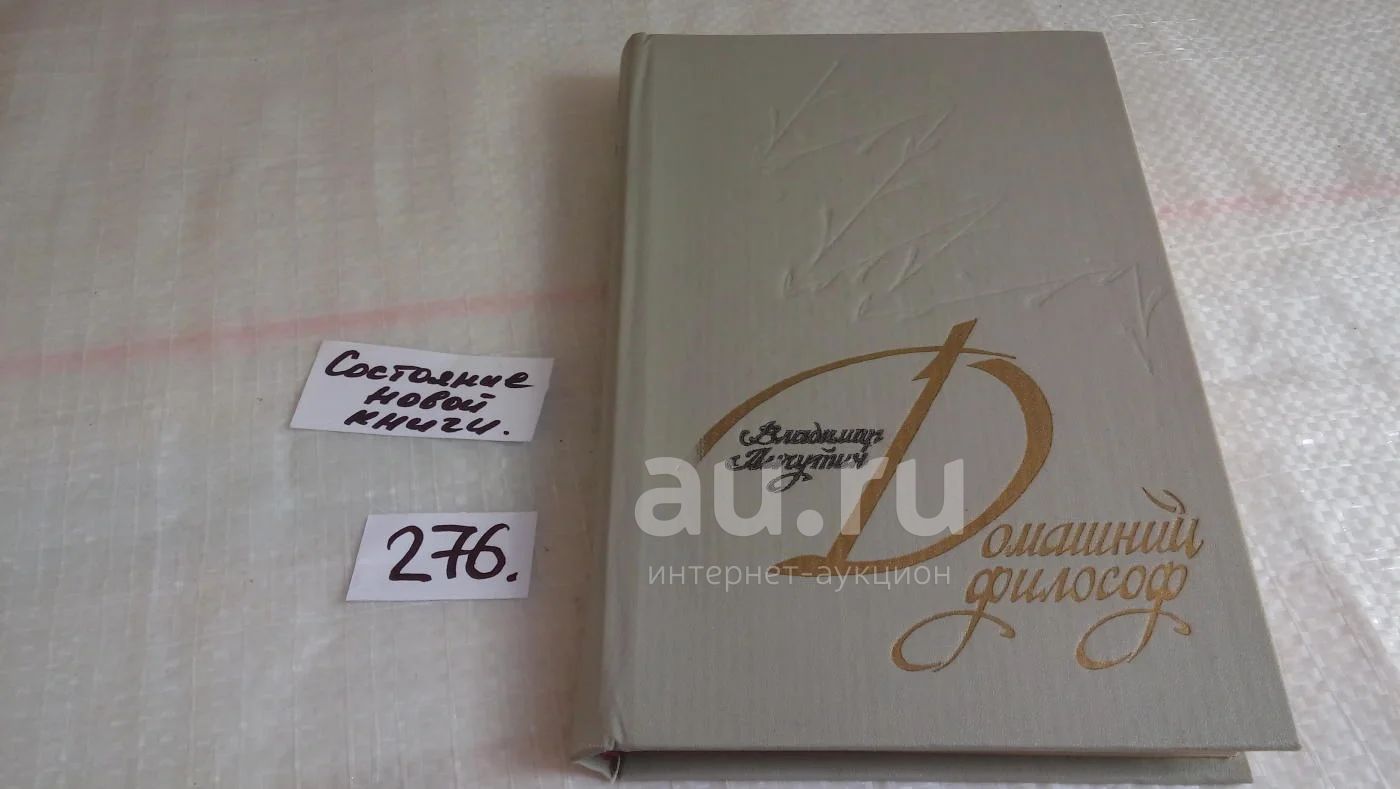 Состояние
новой
книги.
276.
Владимир
Личутин
Домашний
философ
au.ru
интернет-аукцион